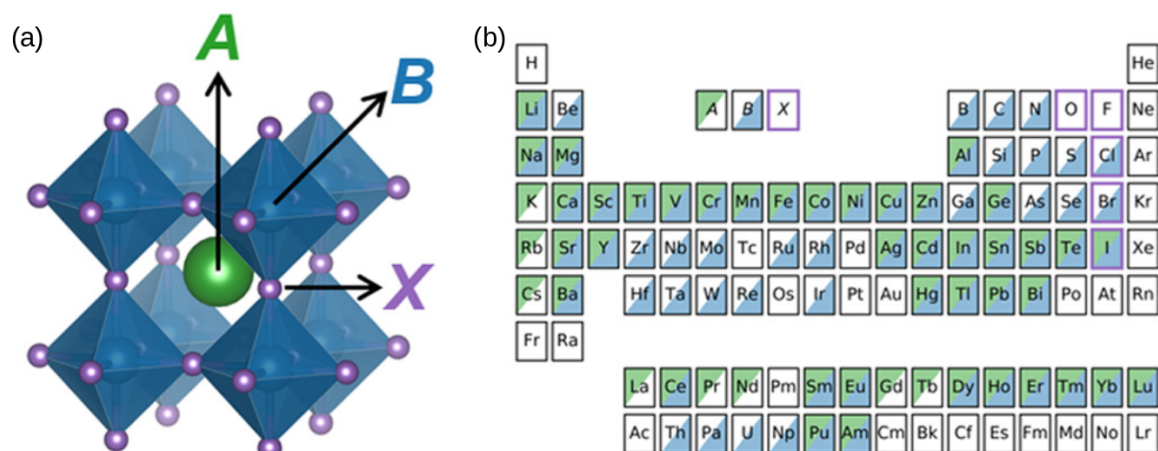 (a)
A
B
X
(b)
H He
Li Be A B X B C N O F Ne
Na Mg Al Si P S Cl Ar
K Ca Sc Ti V Cr Mn Fe Co Ni Cu Zn Ga Ge As Se Br Kr
Rb Sr Y Zr Nb Mo Tc Ru Rh Pd Ag Cd In Sn Sb Te I Xe
Cs Ba Hf Ta W Re Os Ir Pt Au Hg Tl Pb Bi Po At Rn
Fr Ra
La Ce Pr Nd Pm Sm Eu Gd Tb Dy Ho Er Tm Yb Lu
Ac Th Pa U Np Pu Am Cm Bk Cf Es Fm Md No Lr